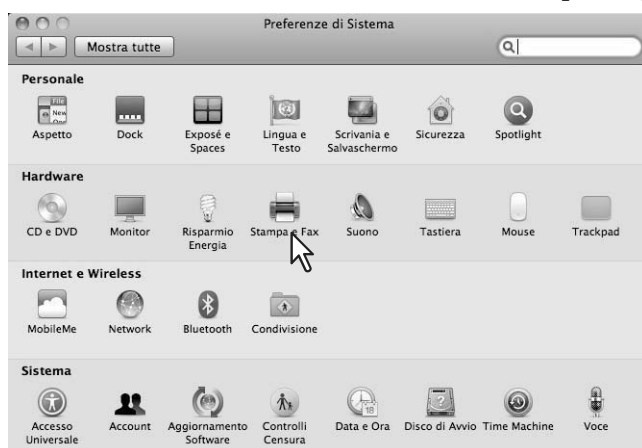 Preferenze di Sistema
Mostra tutte
Personale
Aspetto Dock Exposé e Spaces Lingua e Testo Scrivania e Salvaschermo Sicurezza Spotlight
Hardware
CD e DVD Monitor Risparmio Energia Stampa e Fax Suono Tastiera Mouse Trackpad
Internet e Wireless
MobileMe Network Bluetooth Condivisione
Sistema
Accesso Universale Account Aggiornamento Software Controlli Censura Data e Ora Disco di Avvio Time Machine Voce